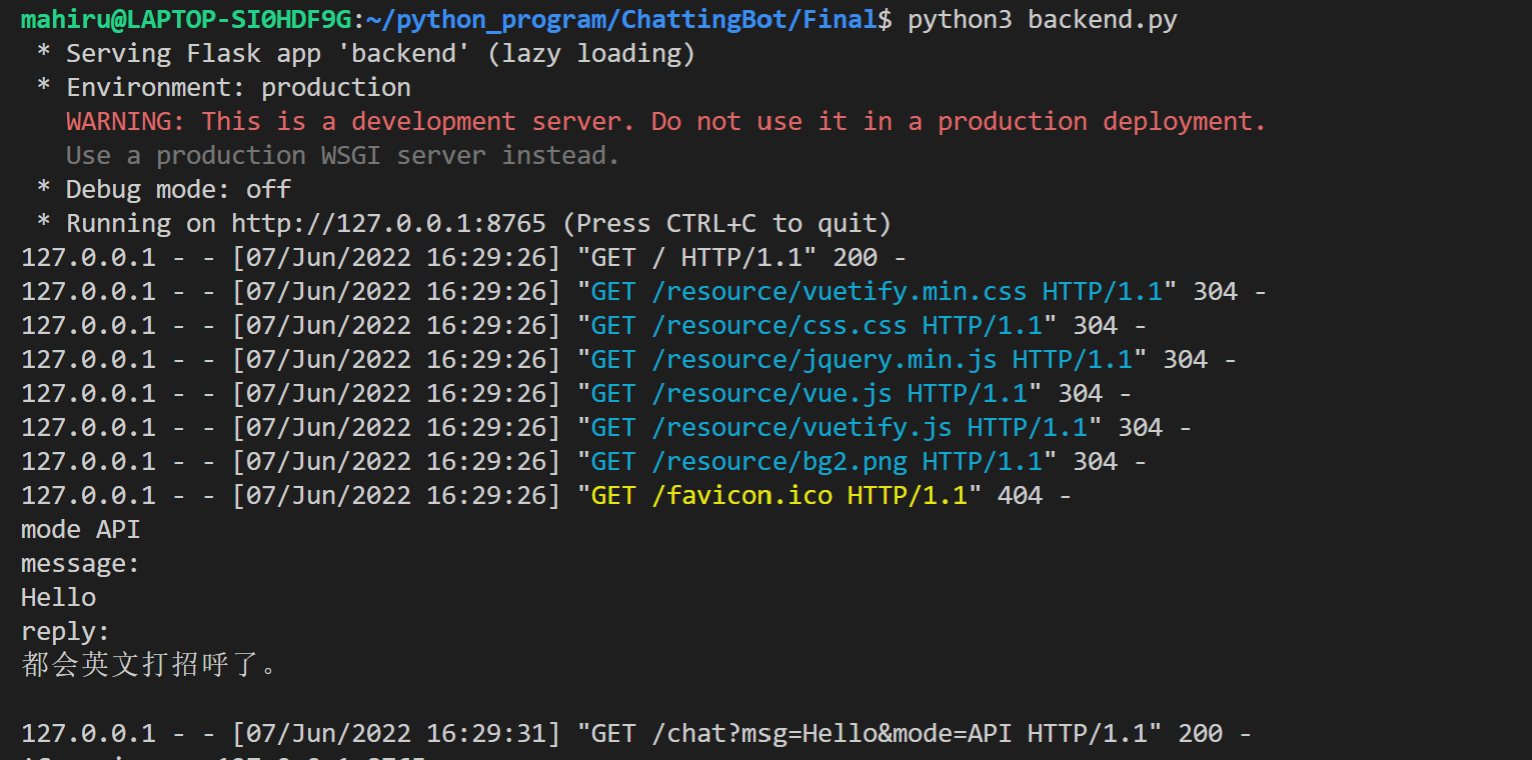 mahiru@LAPTOP-SI0HDF9G:~/python_program/ChattingBot/Final$ python3 backend.py
 * Serving Flask app 'backend' (lazy loading)
 * Environment: production
   WARNING: This is a development server. Do not use it in a production deployment.
   Use a production WSGI server instead.
 * Debug mode: off
 * Running on http://127.0.0.1:8765 (Press CTRL+C to quit)
127.0.0.1 - - [07/Jun/2022 16:29:26] "GET / HTTP/1.1" 200 -
127.0.0.1 - - [07/Jun/2022 16:29:26] "GET /resource/vuetify.min.css HTTP/1.1" 304 -
127.0.0.1 - - [07/Jun/2022 16:29:26] "GET /resource/css.css HTTP/1.1" 304 -
127.0.0.1 - - [07/Jun/2022 16:29:26] "GET /resource/jquery.min.js HTTP/1.1" 304 -
127.0.0.1 - - [07/Jun/2022 16:29:26] "GET /resource/vue.js HTTP/1.1" 304 -
127.0.0.1 - - [07/Jun/2022 16:29:26] "GET /resource/vuetify.js HTTP/1.1" 304 -
127.0.0.1 - - [07/Jun/2022 16:29:26] "GET /resource/bg2.png HTTP/1.1" 304 -
127.0.0.1 - - [07/Jun/2022 16:29:26] "GET /favicon.ico HTTP/1.1" 404 -
mode API
message:
Hello
reply:
都会英文打招呼了。
127.0.0.1 - - [07/Jun/2022 16:29:31] "GET /chat?msg=Hello&mode=API HTTP/1.1" 200 -